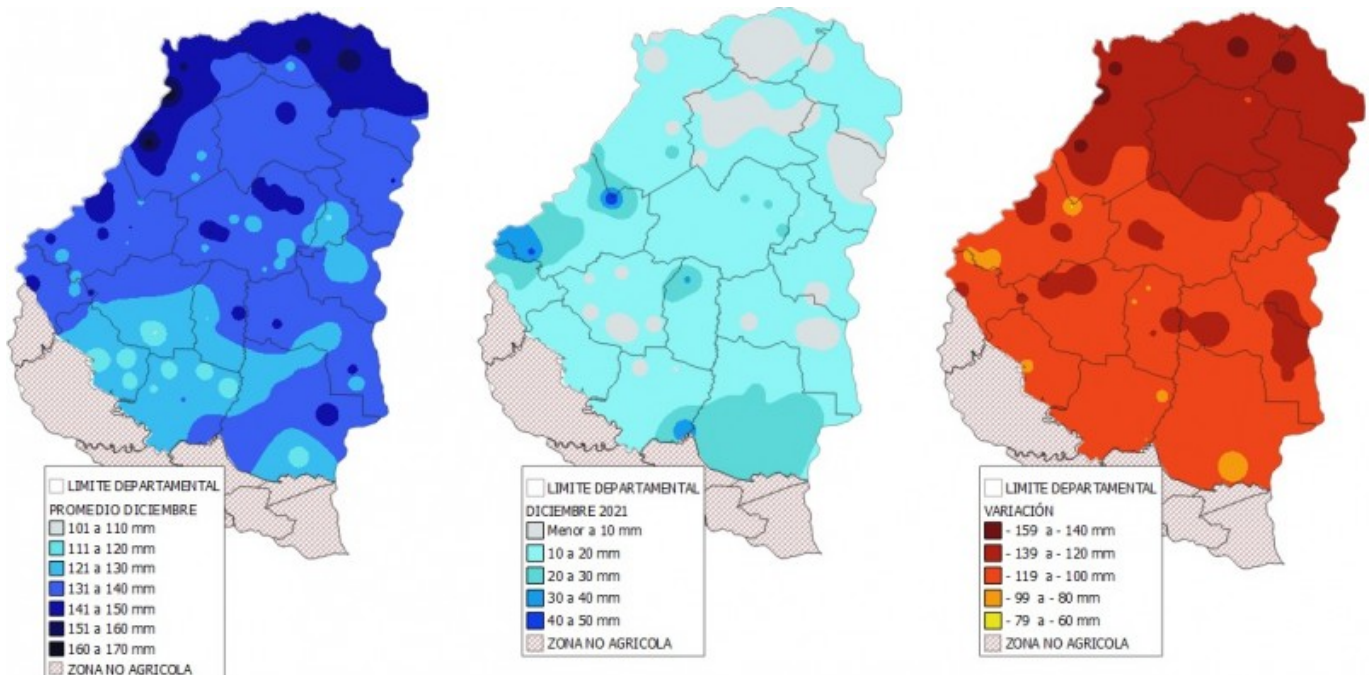 LIMITE DEPARTAMENTAL
PROMEDIO DICIEMBRE
101 a 110 mm
111 a 120 mm
121 a 130 mm
131 a 140 mm
141 a 150 mm
151 a 160 mm
160 a 170 mm
ZONA NO AGRICOLA
LIMITE DEPARTAMENTAL
DICIEMBRE 2021
Menor a 10 mm
10 a 20 mm
20 a 30 mm
30 a 40 mm
40 a 50 mm
ZONA NO AGRICOLA
LIMITE DEPARTAMENTAL
VARIACIÓN
- 159 a - 140 mm
- 139 a - 120 mm
- 119 a - 100 mm
- 99 a - 80 mm
- 79 a - 60 mm
ZONA NO AGRICOLA